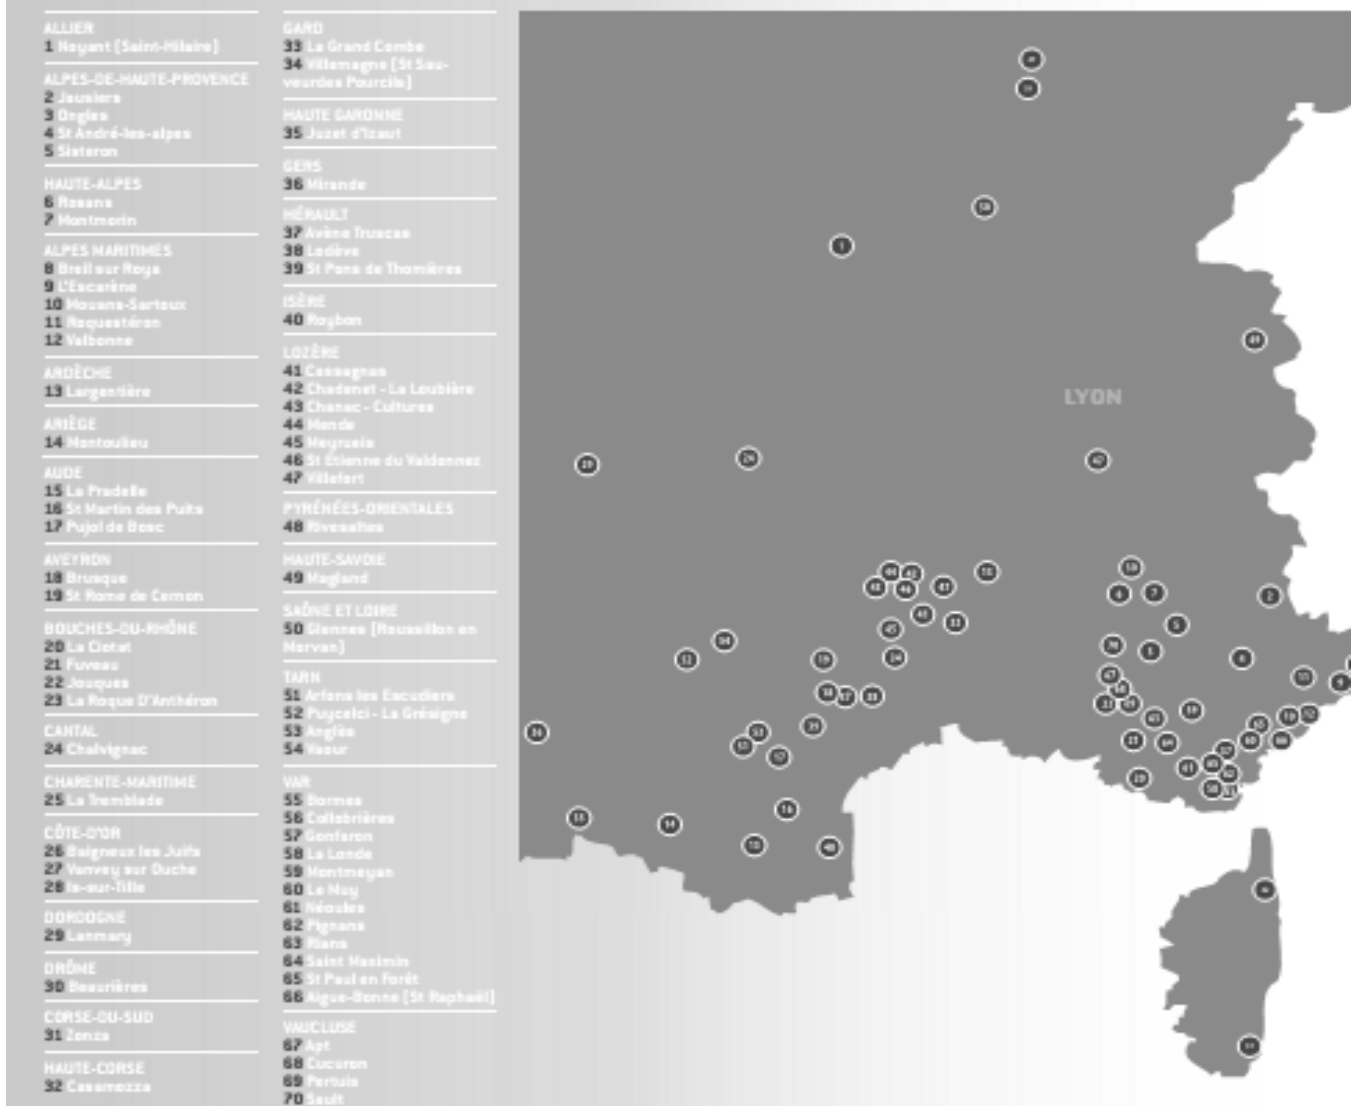 ALLIER
1 Noyant [Saint-Hilaire]
ALPES-DE-HAUTE-PROVENCE
2 Jausiers
3 Ongles
4 St André-les-alpes
5 Sisteron
HAUTE-ALPES
6 Rosans
7 Montmorin
ALPES MARITIMES
8 Breil sur Roya
9 L'Escarène
10 Mouans-Sartoux
11 Roquestéron
12 Valbonne
ARDÈCHE
13 Largentière
ARIÈGE
14 Montoulieu
AUDE
15 La Pradelle
16 St Martin des Puits
17 Pujol de Bosc
AVEYRON
18 Brusque
19 St Rome de Cernon
BOUCHES-DU-RHÔNE
20 La Ciotat
21 Fuveau
22 Jouques
23 La Roque D'Anthéron
CANTAL
24 Chalvignac
CHARENTE-MARITIME
25 La Tremblade
CÔTE-D'OR
26 Baigneux les Juifs
27 Vanvey sur Ouche
28 Is-sur-Tille
DORDOGNE
29 Lanmary
DRÔME
30 Beaurières
CORSE-DU-SUD
31 Zonza
HAUTE-CORSE
32 Casamozza
GARD
33 La Grand Combe
34 Villemagne [St Sau-
veurdes Pourcils]
HAUTE GARONNE
35 Juzet d'Izaut
GERS
36 Mirande
HÉRAULT
37 Avène Truscas
38 Lodève
39 St Pons de Thomières
ISÈRE
40 Roybon
LOZÈRE
41 Cassagnas
42 Chadenet - La Loubière
43 Chanac - Cultures
44 Mende
45 Meyrueis
46 St Etienne du Valdonnez
47 Villefort
PYRÉNÉES-ORIENTALES
48 Rivesaltes
HAUTE-SAVOIE
49 Magland
SAÔNE ET LOIRE
50 Glennes [Roussillon en
Morvan]
TARN
51 Arfons les Escudiers
52 Puycelci - La Grésigne
53 Anglès
54 Vaour
VAR
55 Bormes
56 Collobrières
57 Gonfaron
58 La Londe
59 Montmeyan
60 Le Muy
61 Néoules
62 Pignans
63 Rians
64 Saint Maximin
65 St Paul en Forêt
66 Aigue-Bonne [St Raphaël]
VAUCLUSE
67 Apt
68 Cucuron
69 Pertuis
70 Sault
LYON